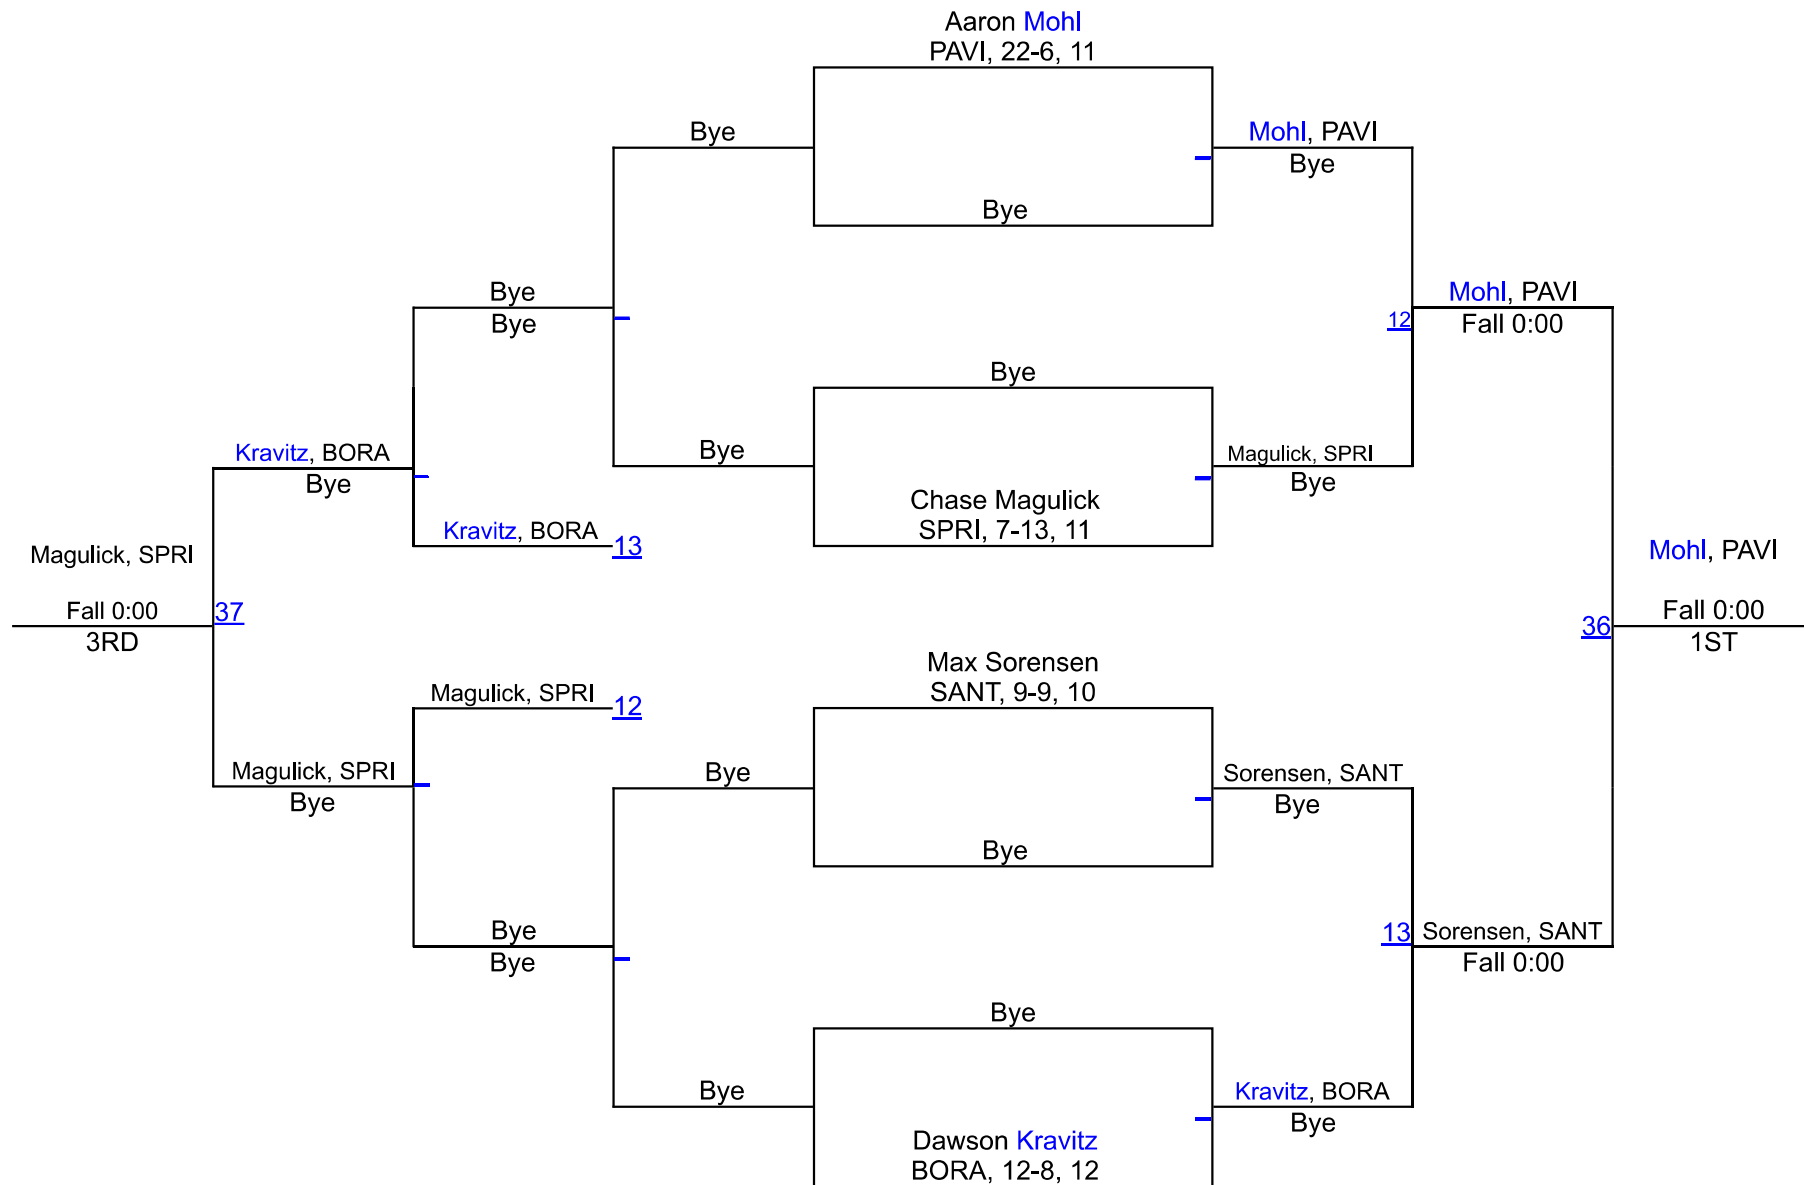 Aaron Mohl
PAVI, 22-6, 11
Bye
Mohl, PAVI
Bye
Bye
Bye
Bye
Mohl, PAVI
12
Fall 0:00
Bye
Kravitz, BORA
Bye
Bye
Magulick, SPRI
Bye
Chase Magulick
SPRI, 7-13, 11
Kravitz, BORA
13
Magulick, SPRI
Fall 0:00
37
3RD
Mohl, PAVI
Fall 0:00
36
1ST
Max Sorensen
SANT, 9-9, 10
Magulick, SPRI
12
Magulick, SPRI
Bye
Bye
Sorensen, SANT
Bye
Bye
Bye
Bye
13
Sorensen, SANT
Fall 0:00
Bye
Bye
Kravitz, BORA
Bye
Dawson Kravitz
BORA, 12-8, 12